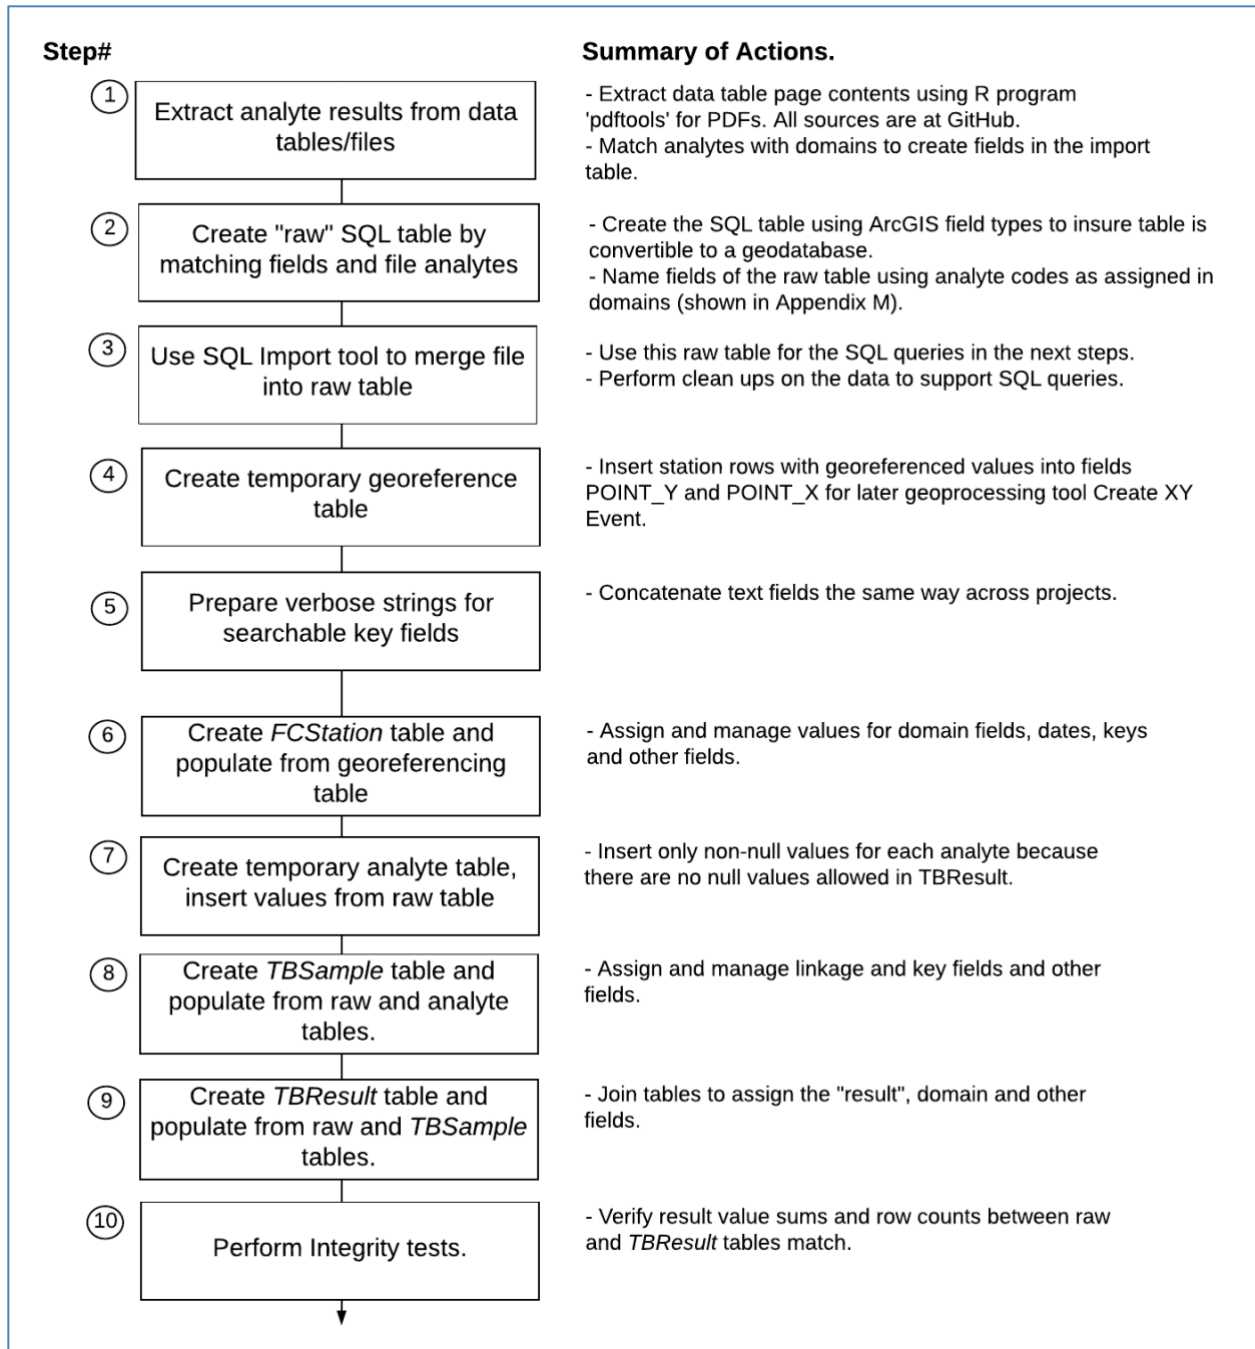 Step#
Summary of Actions.
1
Extract analyte results from data
tables/files
- Extract data table page contents using R program
'pdftools' for PDFs. All sources are at GitHub.
- Match analytes with domains to create fields in the import
table.
2
Create "raw" SQL table by
matching fields and file analytes
- Create the SQL table using ArcGIS field types to insure table is
convertible to a geodatabase.
- Name fields of the raw table using analyte codes as assigned in
domains (shown in Appendix M).
3
Use SQL Import tool to merge file
into raw table
- Use this raw table for the SQL queries in the next steps.
- Perform clean ups on the data to support SQL queries.
4
Create temporary georeference
table
- Insert station rows with georeferenced values into fields
POINT_Y and POINT_X for later geoprocessing tool Create XY
Event.
5
Prepare verbose strings for
searchable key fields
- Concatenate text fields the same way across projects.
6
Create FCStation table and
populate from georeferencing
table
- Assign and manage values for domain fields, dates, keys
and other fields.
7
Create temporary analyte table,
insert values from raw table
- Insert only non-null values for each analyte because
there are no null values allowed in TBResult.
8
Create TBSample table and
populate from raw and analyte
tables.
- Assign and manage linkage and key fields and other
fields.
9
Create TBResult table and
populate from raw and TBSample
tables.
- Join tables to assign the "result", domain and other
fields.
10
Perform Integrity tests.
- Verify result value sums and row counts between raw
and TBResult tables match.